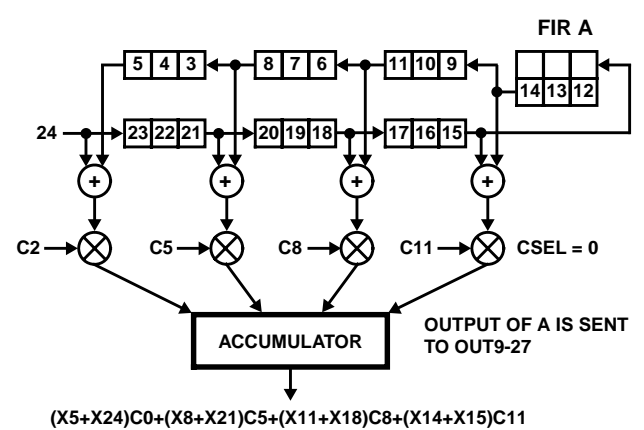 FIR A
5 4 3 8 7 6 11 10 9
14 13 12
24 23 22 21 20 19 18 17 16 15
+ + + +
C2 C5 C8 C11 CSEL = 0
ACCUMULATOR
OUTPUT OF A IS SENT
TO OUT9-27
(X5+X24)C0+(X8+X21)C5+(X11+X18)C8+(X14+X15)C11